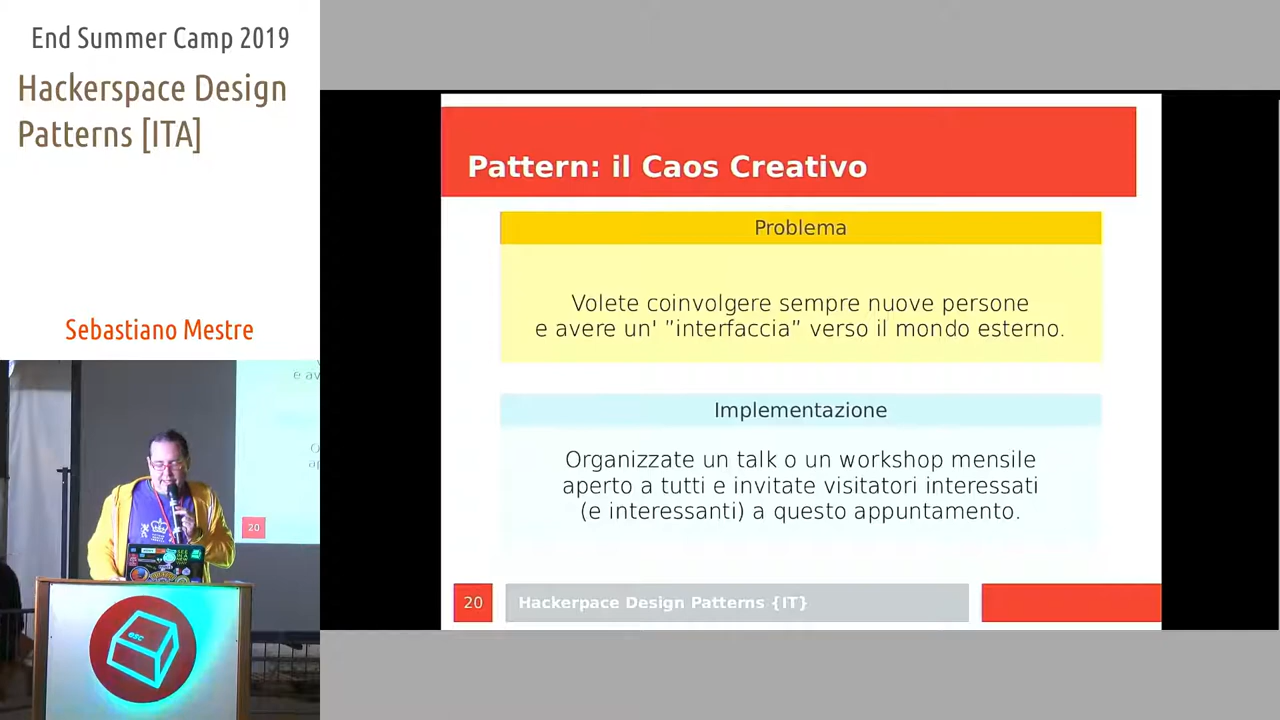 End Summer Camp 2019
Hackerspace Design
Patterns [ITA]
Sebastiano Mestre
Pattern: il Caos Creativo
Problema
Volete coinvolgere sempre nuove persone
e avere un' ”interfaccia” verso il mondo esterno.
Implementazione
Organizzate un talk o un workshop mensile
aperto a tutti e invitate visitatori interessati
(e interessanti) a questo appuntamento.
20
Hackerpace Design Patterns {IT}
e av
20
esc